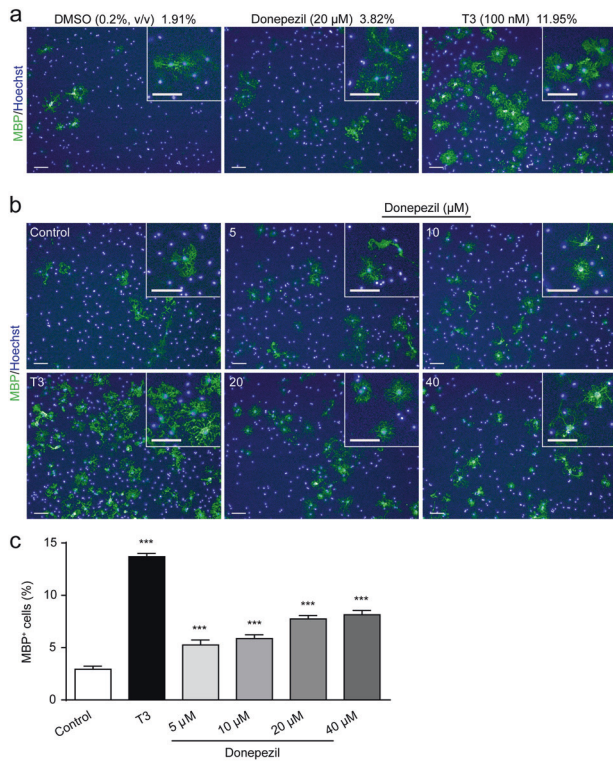 a
DMSO (0.2%, v/v) 1.91%
Donepezil (20 µM) 3.82%
T3 (100 nM) 11.95%
MBP/Hoechst
b
Donepezil (µM)
Control
5
10
MBP/Hoechst
T3
20
40
c
MBP⁺ cells (%)
15
10
5
0
***
***
***
***
***
Control
T3
5 µM
10 µM
20 µM
40 µM
Donepezil